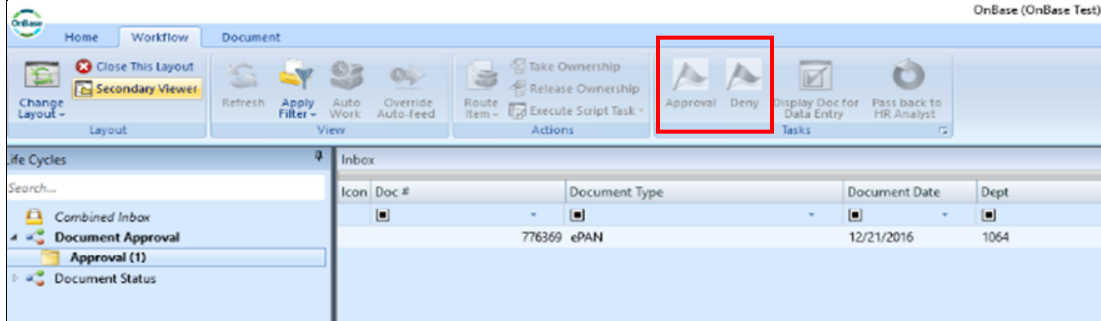 OnBase (OnBase Test)
OnBase
Home Workflow Document
Close This Layout
Secondary Viewer
Change Layout
Layout
Refresh Apply Filter Auto Work Override Auto-feed
View
Route Item Take Ownership
Release Ownership
Execute Script Task
Actions
Approval Deny Display Doc for Data Entry Pass back to HR Analyst
Tasks
Life Cycles
Search...
Combined Inbox
Document Approval
Approval (1)
Document Status
Inbox
Icon Doc # Document Type Document Date Dept
776369 ePAN 12/21/2016 1064